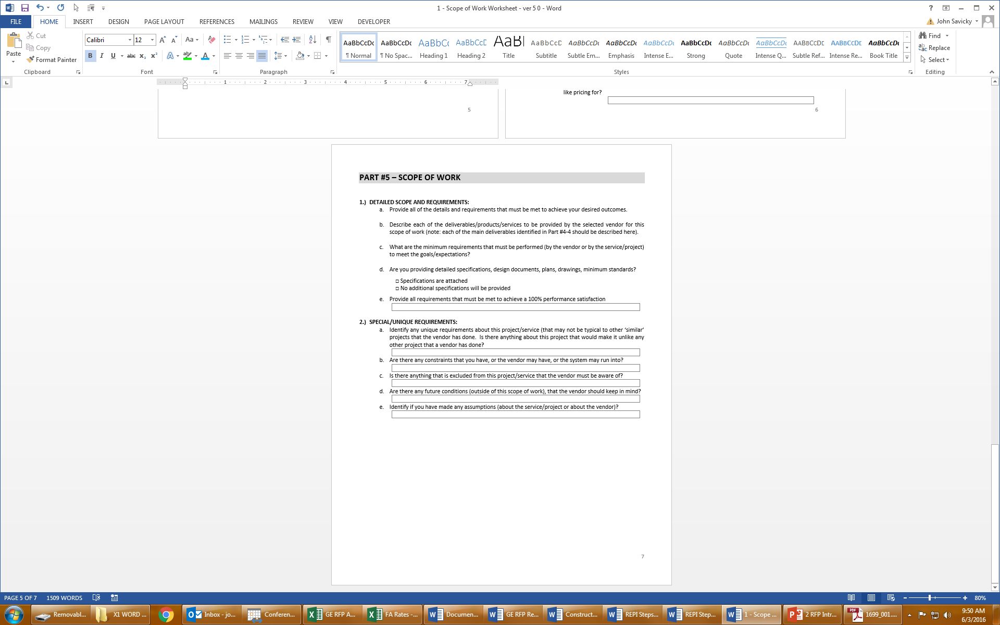 1 - Scope of Work Worksheet - ver 5 0 - Word
FILE HOME INSERT DESIGN PAGE LAYOUT REFERENCES MAILINGS REVIEW VIEW DEVELOPER
John Savicky
Paste
Cut
Copy
Format Painter
Clipboard
Calibri 12
Font
Paragraph
AaBbCcDc AaBbCcDc AaBbCc AaBbCcD AaBl AaBbCcD AaBbCcDc AaBbCcDc AaBbCcDc AaBbCcDc AaBbCcDc AaBbCcDc AABBCCDE AABBCCDE AaBbCcDc
¶ Normal ¶ No Spac... Heading 1 Heading 2 Title Subtitle Subtle Em... Emphasis Intense E... Strong Quote Intense Q... Subtle Ref... Intense Re... Book Title
Styles
Find
Replace
Select
Editing
1 2 3 4 5 6 7
like pricing for?
5
6
PART #5 – SCOPE OF WORK
1.) DETAILED SCOPE AND REQUIREMENTS:
a. Provide all of the details and requirements that must be met to achieve your desired outcomes.
b. Describe each of the deliverables/products/services to be provided by the selected vendor for this
scope of work (note: each of the main deliverables identified in Part #4-4 should be described here).
c. What are the minimum requirements that must be performed (by the vendor or by the service/project)
to meet the goals/expectations?
d. Are you providing detailed specifications, design documents, plans, drawings, minimum standards?
□ Specifications are attached
□ No additional specifications will be provided
e. Provide all requirements that must be met to achieve a 100% performance satisfaction
2.) SPECIAL/UNIQUE REQUIREMENTS:
a. Identify any unique requirements about this project/service (that may not be typical to other ‘similar’
projects that the vendor has done. Is there anything about this project that would make it unlike any
other project that a vendor has done?
b. Are there any constraints that you have, or the vendor may have, or the system may run into?
c. Is there anything that is excluded from this project/service that the vendor must be aware of?
d. Are there any future conditions (outside of this scope of work), that the vendor should keep in mind?
e. Identify if you have made any assumptions (about the service/project or about the vendor)?
7
PAGE 5 OF 7 1509 WORDS
80%
Removabl... X1 WORD ... Inbox - jo... Conferen... GE RFP A... FA Rates -... Documen... GE RFP Re... Construct... REPI Steps... REPI Step... 1 - Scope ... 2 RFP Intr... 1699_001....
9:50 AM
6/3/2016